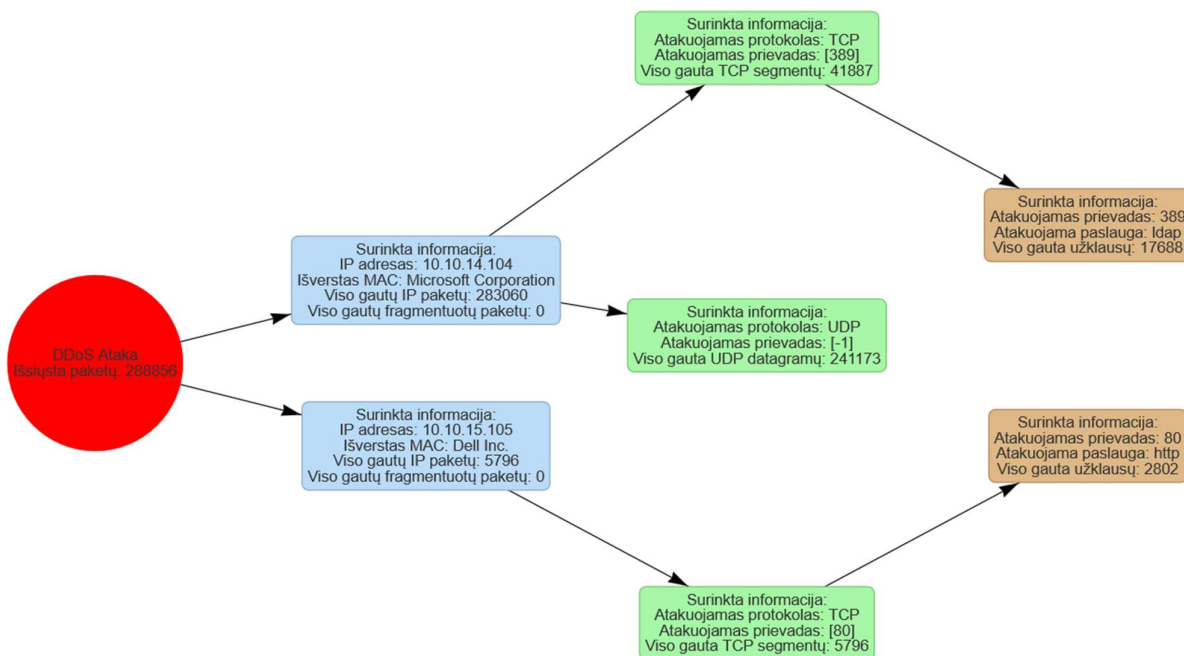 Surinkta informacija:
Atakuojamas protokolas: TCP
Atakuojamas prievadas: [389]
Viso gauta TCP segmentų: 41887
Surinkta informacija:
Atakuojamas prievadas: 389
Atakuojama paslauga: ldap
Viso gauta užklausų: 17688
Surinkta informacija:
IP adresas: 10.10.14.104
Išverstas MAC: Microsoft Corporation
Viso gautų IP paketų: 283060
Viso gautų fragmentuotų paketų: 0
DDoS Ataka
Išsiųsta paketų: 288856
Surinkta informacija:
Atakuojamas protokolas: UDP
Atakuojamas prievadas: [-1]
Viso gauta UDP datagramų: 241173
Surinkta informacija:
IP adresas: 10.10.15.105
Išverstas MAC: Dell Inc.
Viso gautų IP paketų: 5796
Viso gautų fragmentuotų paketų: 0
Surinkta informacija:
Atakuojamas prievadas: 80
Atakuojama paslauga: http
Viso gauta užklausų: 2802
Surinkta informacija:
Atakuojamas protokolas: TCP
Atakuojamas prievadas: [80]
Viso gauta TCP segmentų: 5796